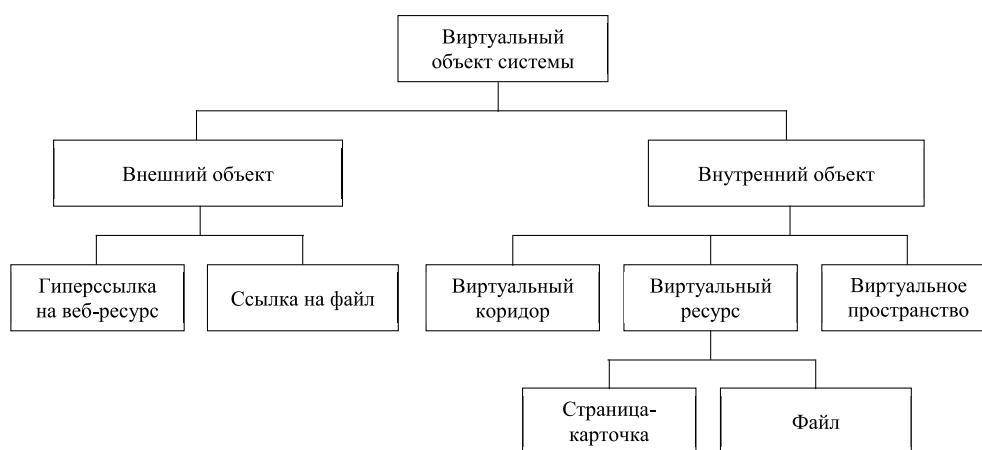 Виртуальный
объект системы
Внешний объект
Внутренний объект
Гиперссылка
на веб-ресурс
Ссылка на файл
Виртуальный
коридор
Виртуальный
ресурс
Виртуальное
пространство
Страница-
карточка
Файл